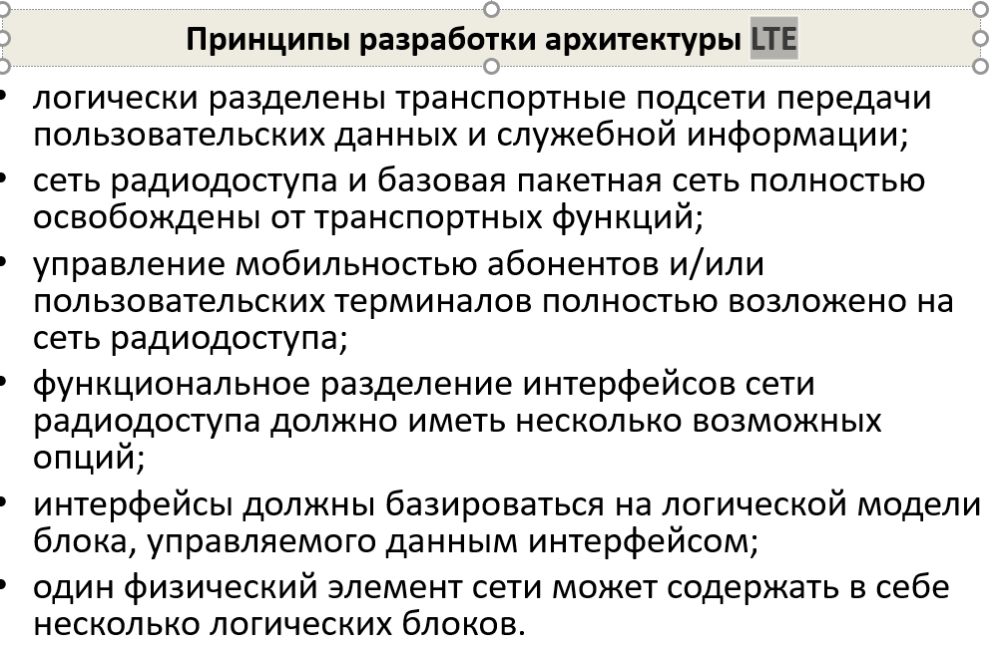 Принципы разработки архитектуры LTE
• логически разделены транспортные подсети передачи
пользовательских данных и служебной информации;
• сеть радиодоступа и базовая пакетная сеть полностью
освобождены от транспортных функций;
• управление мобильностью абонентов и/или
пользовательских терминалов полностью возложено на
сеть радиодоступа;
• функциональное разделение интерфейсов сети
радиодоступа должно иметь несколько возможных
опций;
• интерфейсы должны базироваться на логической модели
блока, управляемого данным интерфейсом;
• один физический элемент сети может содержать в себе
несколько логических блоков.